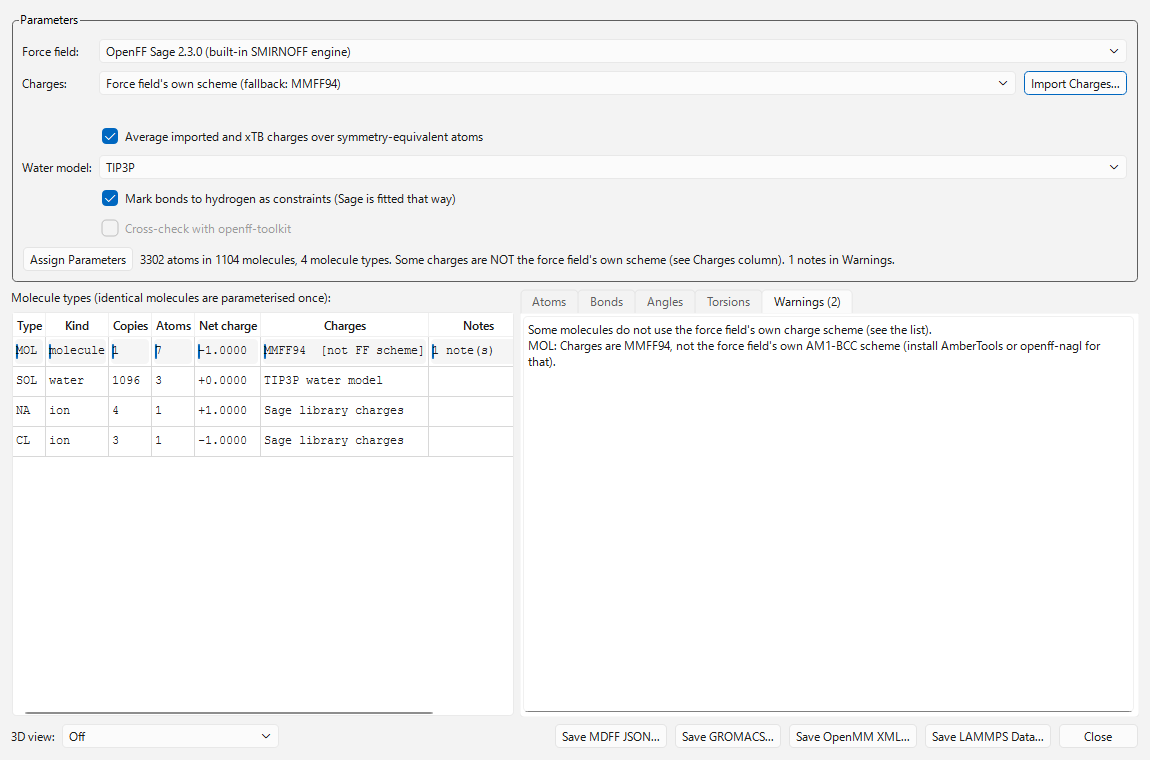 Parameters
Force field: OpenFF Sage 2.3.0 (built-in SMIRNOFF engine)
Charges: Force field's own scheme (fallback: MMFF94) Import Charges...
Average imported and xTB charges over symmetry-equivalent atoms
Water model: TIP3P
Mark bonds to hydrogen as constraints (Sage is fitted that way)
Cross-check with openff-toolkit
Assign Parameters 3302 atoms in 1104 molecules, 4 molecule types. Some charges are NOT the force field's own scheme (see Charges column). 1 notes in Warnings.
Molecule types (identical molecules are parameterised once):
Type Kind Copies Atoms Net charge Charges Notes
MOL molecule 1 7 -1.0000 MMFF94 [not FF scheme] 1 note(s)
SOL water 1096 3 +0.0000 TIP3P water model
NA ion 4 1 +1.0000 Sage library charges
CL ion 3 1 -1.0000 Sage library charges
Atoms Bonds Angles Torsions Warnings (2)
Some molecules do not use the force field's own charge scheme (see the list).
MOL: Charges are MMFF94, not the force field's own AM1-BCC scheme (install AmberTools or openff-nagl for
that).
3D view: Off Save MDFF JSON... Save GROMACS... Save OpenMM XML... Save LAMMPS Data... Close